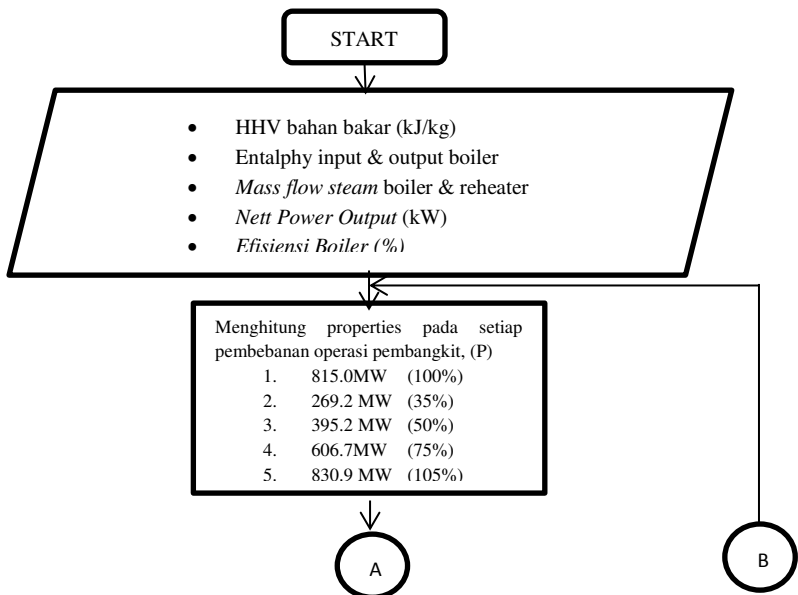 START
• HHV bahan bakar (kJ/kg)
• Entalphy input & output boiler
• Mass flow steam boiler & reheater
• Nett Power Output (kW)
• Efisiensi Boiler (%)
Menghitung properties pada setiap
pembebanan operasi pembangkit, (P)
1. 815.0MW (100%)
2. 269.2 MW (35%)
3. 395.2 MW (50%)
4. 606.7MW (75%)
5. 830.9 MW (105%)
A
B